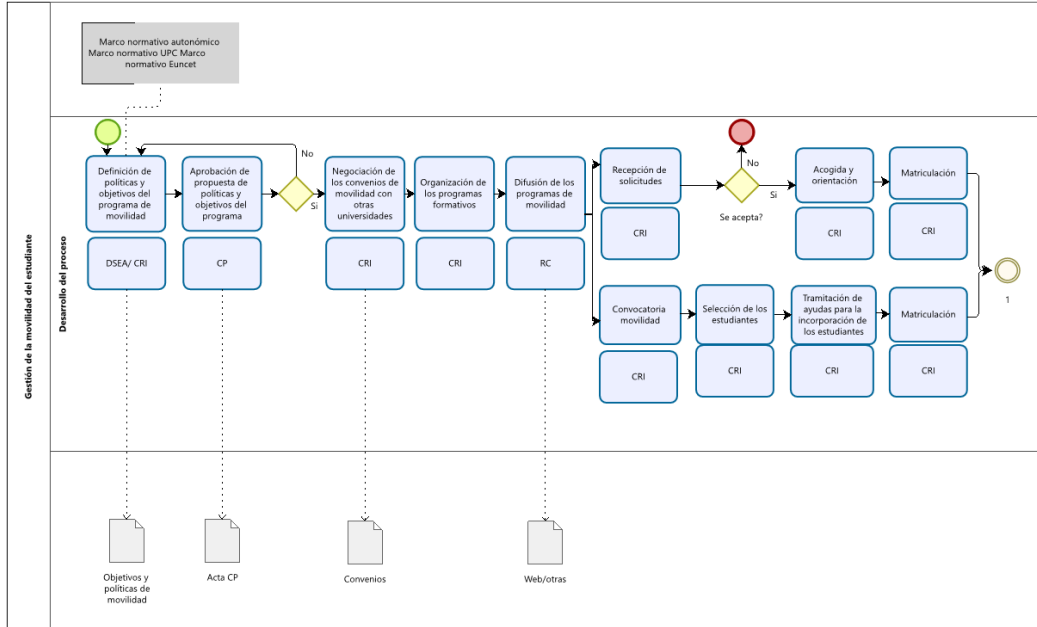 Gestión de la movilidad del estudiante
Desarrollo del proceso
Marco normativo autonómico
Marco normativo UPC Marco
normativo Euncet
Definición de
políticas y
objetivos del
programa de
movilidad
DSEA/ CRI
Aprobación de
propuesta de
políticas y
objetivos del
programa
CP
No
Si
Negociación de
los convenios de
movilidad con
otras
universidades
CRI
Organización de
los programas
formativos
CRI
Difusión de los
programas de
movilidad
RC
Recepción de
solicitudes
CRI
No
Si
Se acepta?
Acogida y
orientación
CRI
Matriculación
CRI
Convocatoria
movilidad
CRI
Selección de los
estudiantes
CRI
Tramitación de
ayudas para la
incorporación de
los estudiantes
CRI
Matriculación
CRI
1
Objetivos y
políticas de
movilidad
Acta CP
Convenios
Web/otras